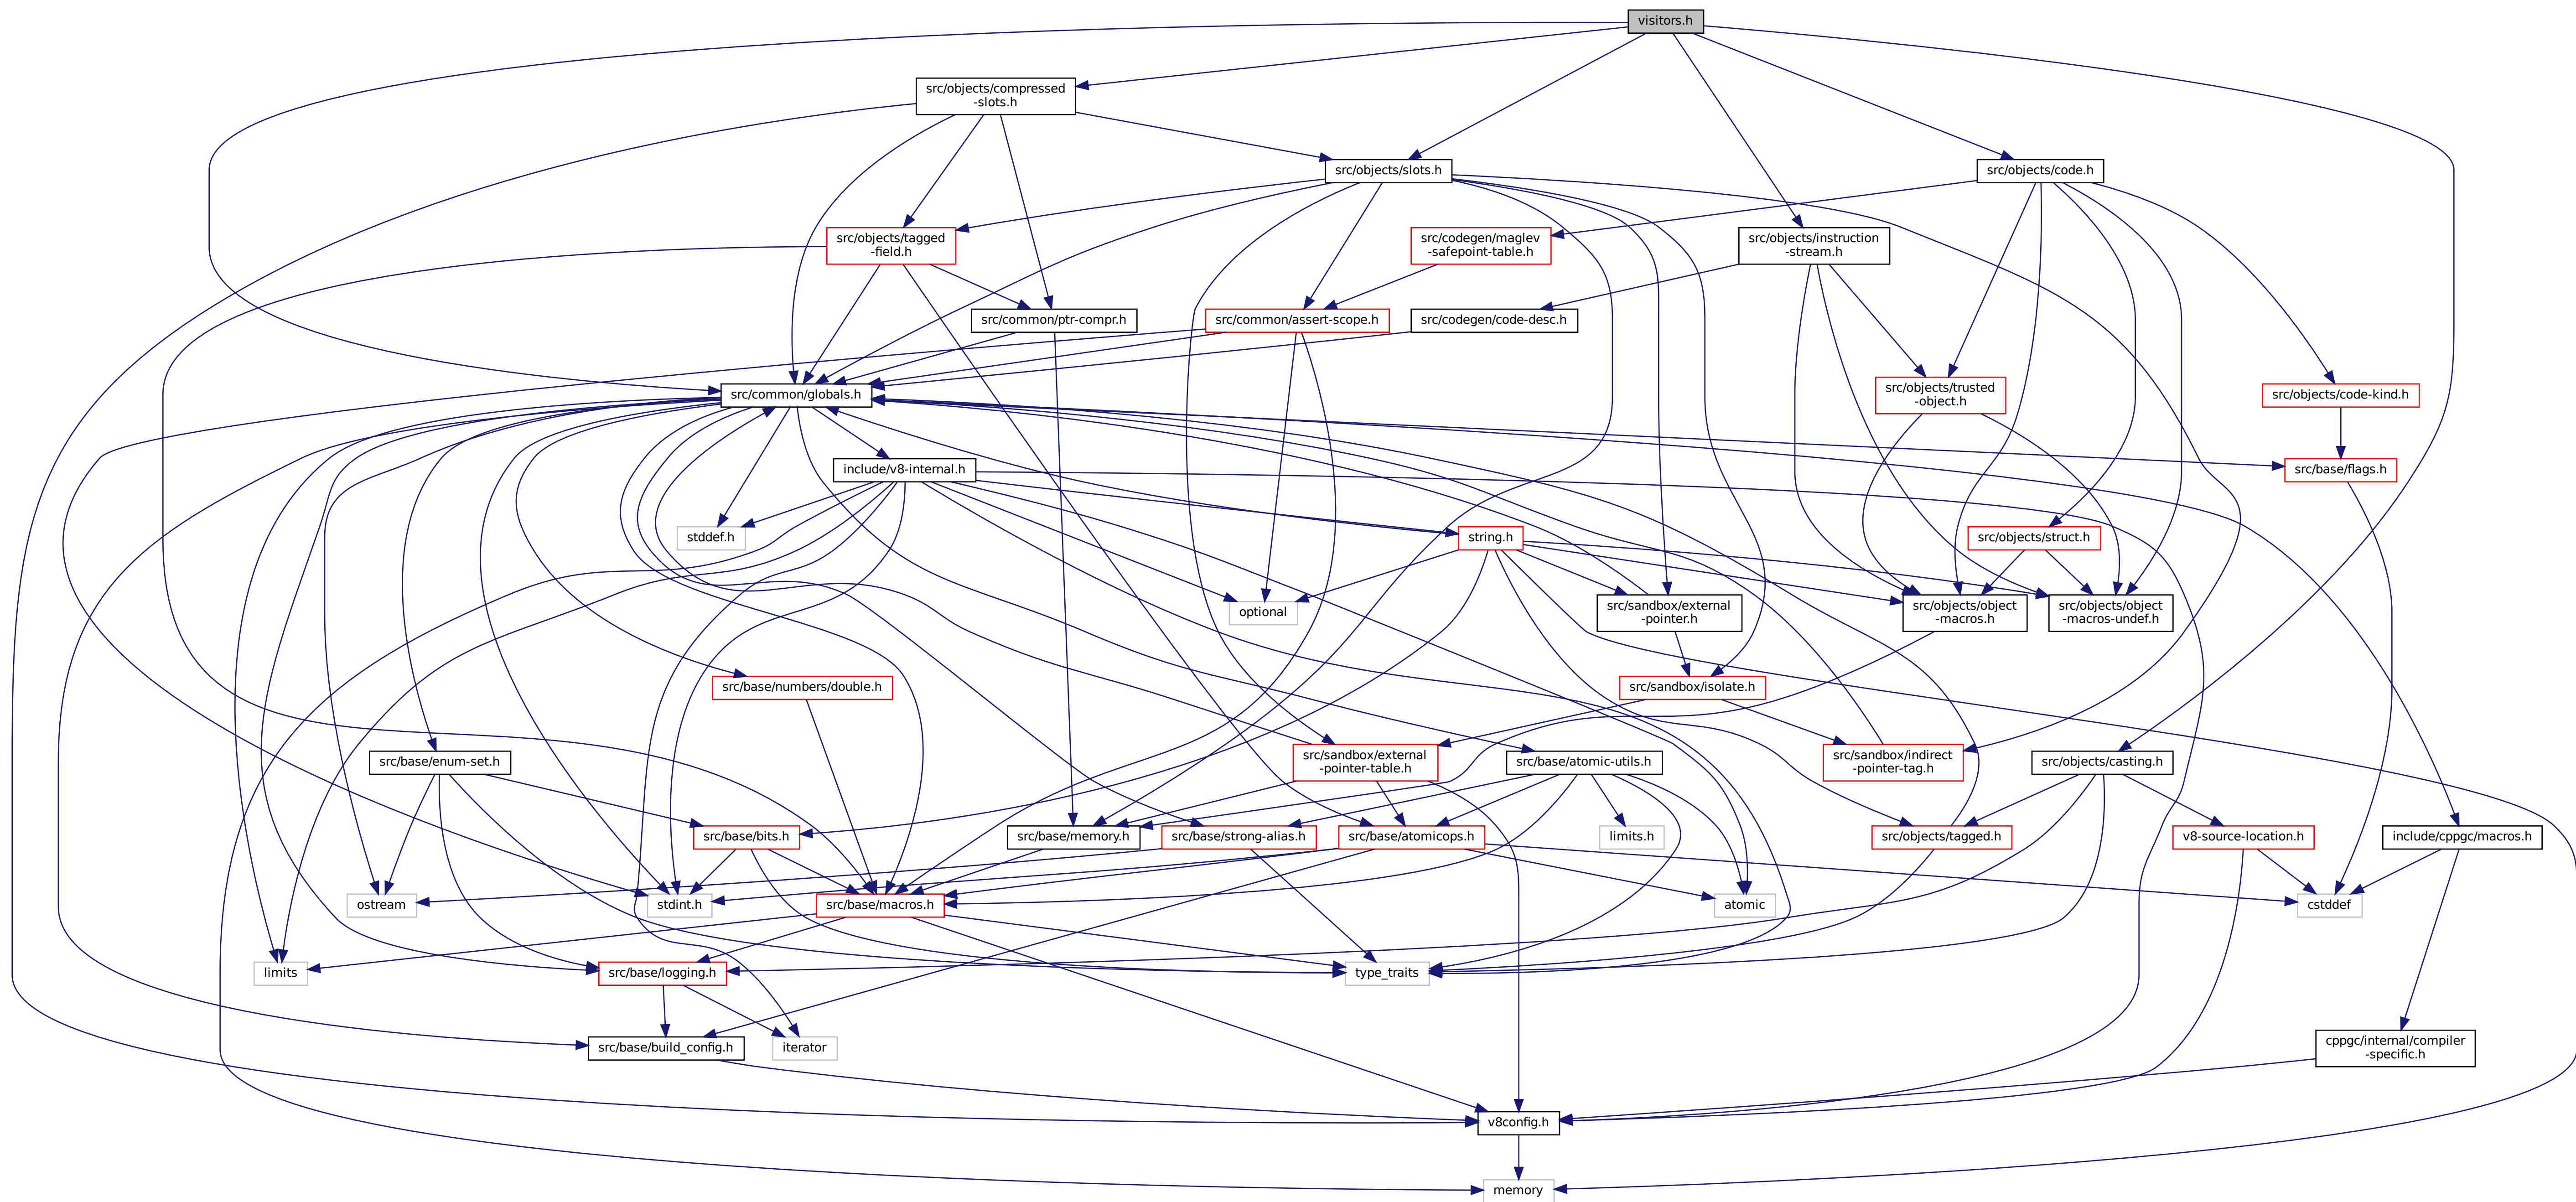 visitors.h
src/objects/compressed
-slots.h
src/objects/slots.h
src/objects/code.h
src/objects/tagged
-field.h
src/codegen/maglev
-safepoint-table.h
src/objects/instruction
-stream.h
src/common/ptr-compr.h
src/common/assert-scope.h
src/codegen/code-desc.h
src/common/globals.h
src/objects/trusted
-object.h
src/objects/code-kind.h
include/v8-internal.h
src/base/flags.h
stddef.h
string.h
src/objects/struct.h
optional
src/sandbox/external
-pointer.h
src/objects/object
-macros.h
src/objects/object
-macros-undef.h
src/base/numbers/double.h
src/sandbox/isolate.h
src/base/enum-set.h
src/sandbox/external
-pointer-table.h
src/base/atomic-utils.h
src/sandbox/indirect
-pointer-tag.h
src/objects/casting.h
src/base/bits.h
src/base/memory.h
src/base/strong-alias.h
src/base/atomicops.h
limits.h
src/objects/tagged.h
v8-source-location.h
include/cppgc/macros.h
ostream
stdint.h
src/base/macros.h
atomic
cstddef
limits
src/base/logging.h
type_traits
src/base/build_config.h
iterator
cppgc/internal/compiler
-specific.h
v8config.h
memory